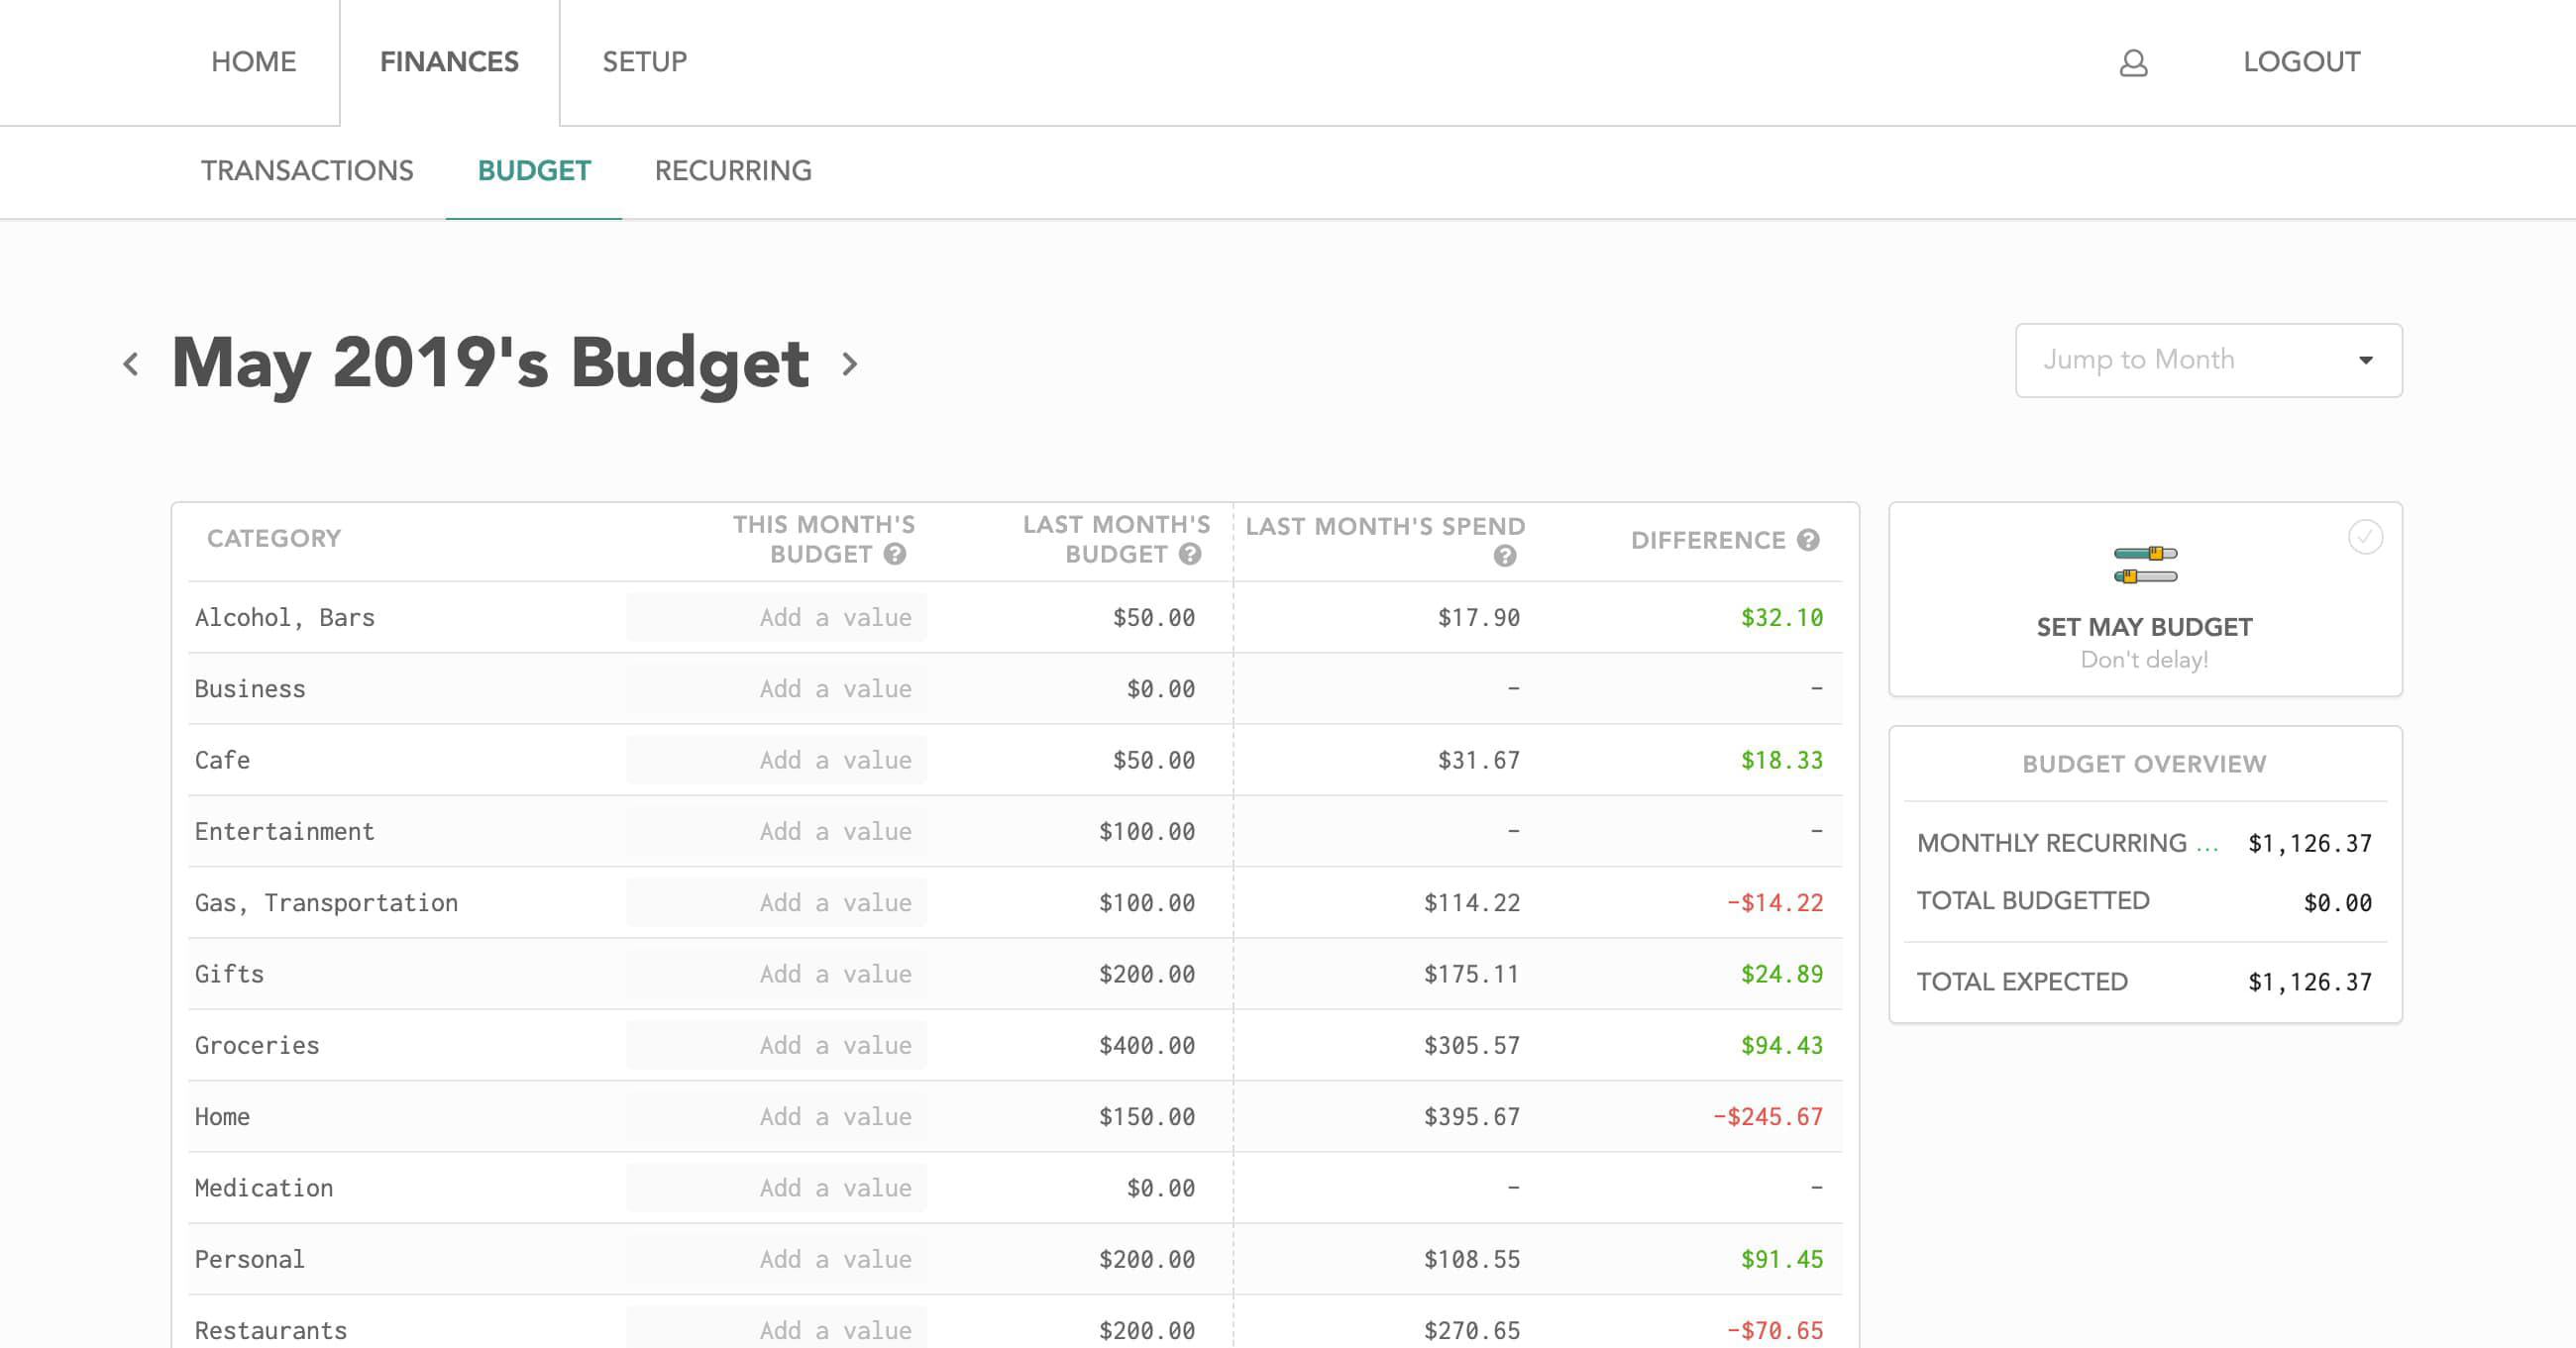 HOME FINANCES SETUP LOGOUT
TRANSACTIONS BUDGET RECURRING
May 2019's Budget
Jump to Month
CATEGORY THIS MONTH'S BUDGET LAST MONTH'S BUDGET LAST MONTH'S SPEND DIFFERENCE
Alcohol, Bars Add a value $50.00 $17.90 $32.10
Business Add a value $0.00 – –
Cafe Add a value $50.00 $31.67 $18.33
Entertainment Add a value $100.00 – –
Gas, Transportation Add a value $100.00 $114.22 -$14.22
Gifts Add a value $200.00 $175.11 $24.89
Groceries Add a value $400.00 $305.57 $94.43
Home Add a value $150.00 $395.67 -$245.67
Medication Add a value $0.00 – –
Personal Add a value $200.00 $108.55 $91.45
Restaurants Add a value $200.00 $270.65 -$70.65
SET MAY BUDGET
Don't delay!
BUDGET OVERVIEW
MONTHLY RECURRING ... $1,126.37
TOTAL BUDGETTED $0.00
TOTAL EXPECTED $1,126.37